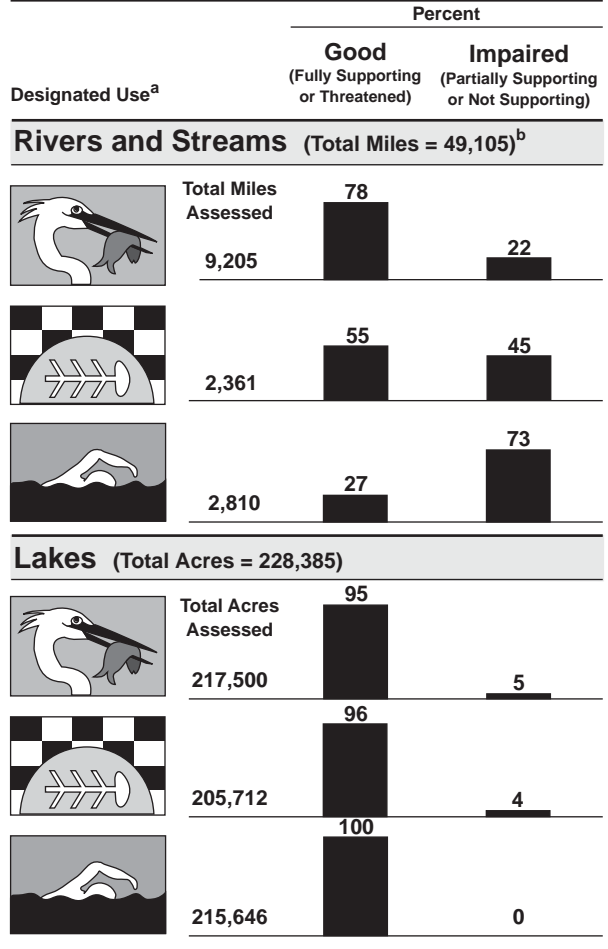 Percent
Good
(Fully Supporting
or Threatened)
Impaired
(Partially Supporting
or Not Supporting)
Designated Useᵃ
Rivers and Streams (Total Miles = 49,105)ᵇ
Total Miles
Assessed
78
22
9,205
55
45
2,361
27
73
2,810
Lakes (Total Acres = 228,385)
Total Acres
Assessed
95
5
217,500
96
4
205,712
100
0
215,646